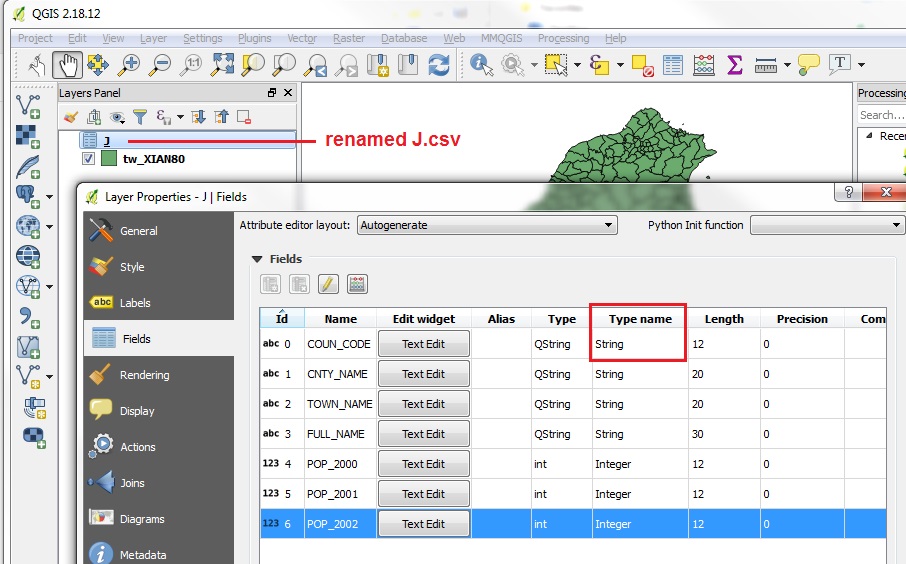 QGIS 2.18.12
Project Edit View Layer Settings Plugins Vector Raster Database Web MMQGIS Processing Help
1:1
T
Layers Panel
Processing
Search...
Recent
J
renamed J.csv
tw_XIAN80
Layer Properties - J | Fields
?
General
Style
abc Labels
Fields
Rendering
Display
Actions
Joins
Diagrams
Metadata
Attribute editor layout: Autogenerate Python Init function
Fields
Id Name Edit widget Alias Type Type name Length Precision Com
abc 0 COUN_CODE Text Edit QString String 12 0
abc 1 CNTY_NAME Text Edit QString String 20 0
abc 2 TOWN_NAME Text Edit QString String 20 0
abc 3 FULL_NAME Text Edit QString String 30 0
123 4 POP_2000 Text Edit int Integer 12 0
123 5 POP_2001 Text Edit int Integer 12 0
123 6 POP_2002 Text Edit int Integer 12 0